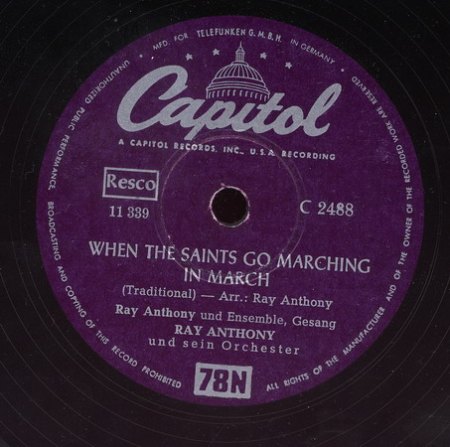 MFD. FOR TELEFUNKEN G.M.B.H. IN GERMANY
Capitol
A CAPITOL RECORDS, INC., U.S.A. RECORDING
Resco
11 339
C 2488
WHEN THE SAINTS GO MARCHING
IN MARCH
(Traditional) — Arr.: Ray Anthony
Ray Anthony und Ensemble, Gesang
RAY ANTHONY
und sein Orchester
78N
ALL RIGHTS OF THE MANUFACTURER AND OF THE OWNER OF THE RECORDED WORK ARE RESERVED
UNAUTHORIZED PUBLIC PERFORMANCE, BROADCASTING AND COPYING OF THIS RECORD PROHIBITED